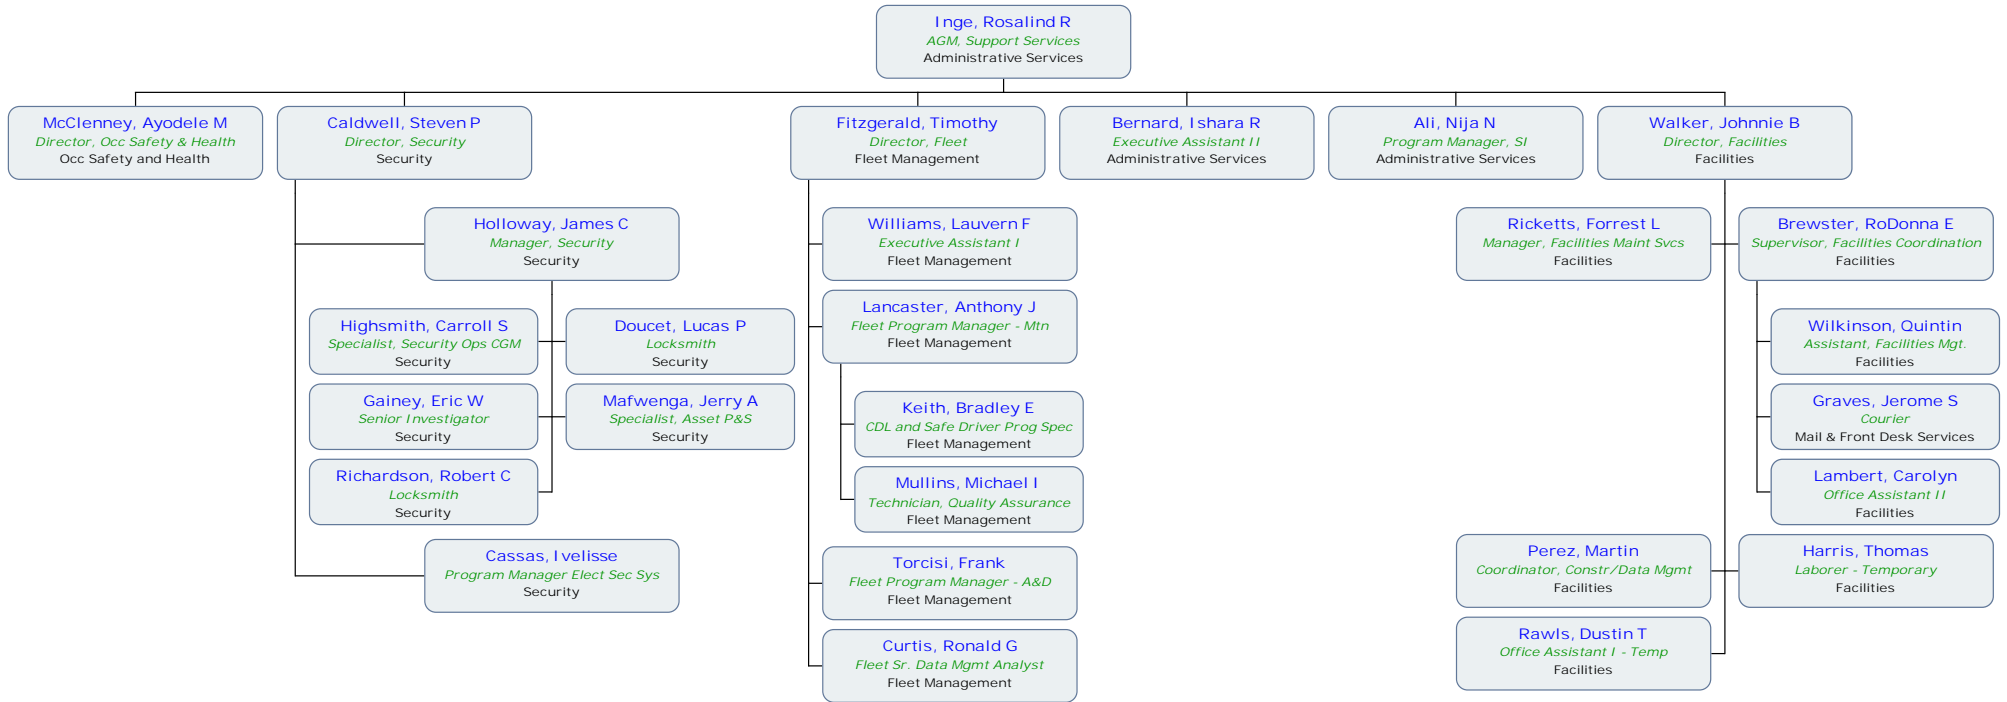 Inge, Rosalind R
AGM, Support Services
Administrative Services
McClenney, Ayodele M
Director, Occ Safety & Health
Occ Safety and Health
Caldwell, Steven P
Director, Security
Security
Fitzgerald, Timothy
Director, Fleet
Fleet Management
Bernard, Ishara R
Executive Assistant II
Administrative Services
Ali, Nija N
Program Manager, SI
Administrative Services
Walker, Johnnie B
Director, Facilities
Facilities
Holloway, James C
Manager, Security
Security
Highsmith, Carroll S
Specialist, Security Ops CGM
Security
Doucet, Lucas P
Locksmith
Security
Gainey, Eric W
Senior Investigator
Security
Mafwenga, Jerry A
Specialist, Asset P&S
Security
Richardson, Robert C
Locksmith
Security
Cassas, Ivelisse
Program Manager Elect Sec Sys
Security
Williams, Lauvern F
Executive Assistant I
Fleet Management
Lancaster, Anthony J
Fleet Program Manager - Mtn
Fleet Management
Keith, Bradley E
CDL and Safe Driver Prog Spec
Fleet Management
Mullins, Michael I
Technician, Quality Assurance
Fleet Management
Torcisi, Frank
Fleet Program Manager - A&D
Fleet Management
Curtis, Ronald G
Fleet Sr. Data Mgmt Analyst
Fleet Management
Ricketts, Forrest L
Manager, Facilities Maint Svcs
Facilities
Brewster, RoDonna E
Supervisor, Facilities Coordination
Facilities
Wilkinson, Quintin
Assistant, Facilities Mgt.
Facilities
Graves, Jerome S
Courier
Mail & Front Desk Services
Lambert, Carolyn
Office Assistant II
Facilities
Perez, Martin
Coordinator, Constr/Data Mgmt
Facilities
Harris, Thomas
Laborer - Temporary
Facilities
Rawls, Dustin T
Office Assistant I - Temp
Facilities